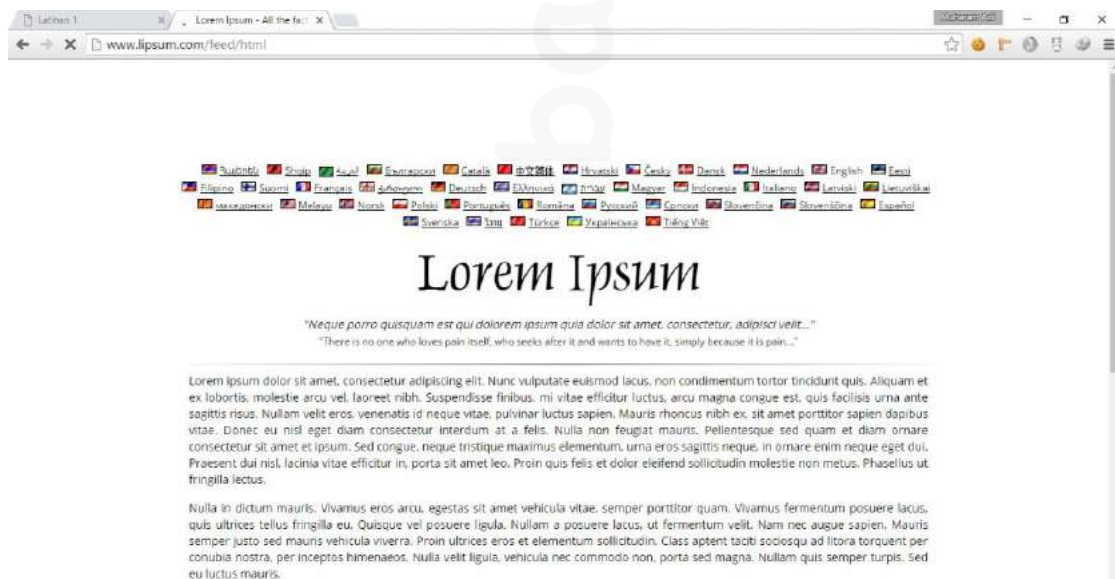 Latihan 1
Lorem Ipsum - All the fact
www.lipsum.com/feed/html
Shqip Български Català 中文简体 Hrvatski Česky Dansk Nederlands English Eesti
Filipino Suomi Français ქართული Deutsch Ελληνικά עברית Magyar Indonesia Italiano Latviski Lietuviškai
македонски Melayu Norsk Polski Português Româna Русский Српски Slovenčina Slovenščina Español
Svenska ไทย Türkçe Українська Tiếng Việt
Lorem Ipsum
"Neque porro quisquam est qui dolorem ipsum quia dolor sit amet, consectetur, adipisci velit..."
"There is no one who loves pain itself, who seeks after it and wants to have it, simply because it is pain..."
Lorem ipsum dolor sit amet, consectetur adipiscing elit. Nunc vulputate euismod lacus, non condimentum tortor tincidunt quis. Aliquam et
ex lobortis, molestie arcu vel, laoreet nibh. Suspendisse finibus, mi vitae efficitur luctus, arcu magna congue est, quis facilisis urna ante
sagittis risus. Nullam velit eros, venenatis id neque vitae, pulvinar luctus sapien. Mauris rhoncus nibh ex, sit amet porttitor sapien dapibus
vitae. Donec eu nisl eget diam consectetur interdum at a felis. Nulla non feugiat mauris. Pellentesque sed quam et diam ornare
consectetur sit amet et ipsum. Sed congue, neque tristique maximus elementum, urna eros sagittis neque, in ornare enim neque eget dui.
Praesent dui nisl, lacinia vitae efficitur in, porta sit amet leo. Proin quis felis et dolor eleifend sollicitudin molestie non metus. Phasellus ut
fringilla lectus.
Nulla in dictum mauris. Vivamus eros arcu, egestas sit amet vehicula vitae, semper porttitor quam. Vivamus fermentum posuere lacus,
quis ultrices tellus fringilla eu. Quisque vel posuere ligula. Nullam a posuere lacus, ut fermentum velit. Nam nec augue sapien. Mauris
semper justo sed mauris vehicula viverra. Proin ultrices eros et elementum sollicitudin. Class aptent taciti sociosqu ad litora torquent per
conubia nostra, per inceptos himenaeos. Nulla velit ligula, vehicula nec commodo non, porta sed magna. Nullam quis semper turpis. Sed
eu luctus mauris.